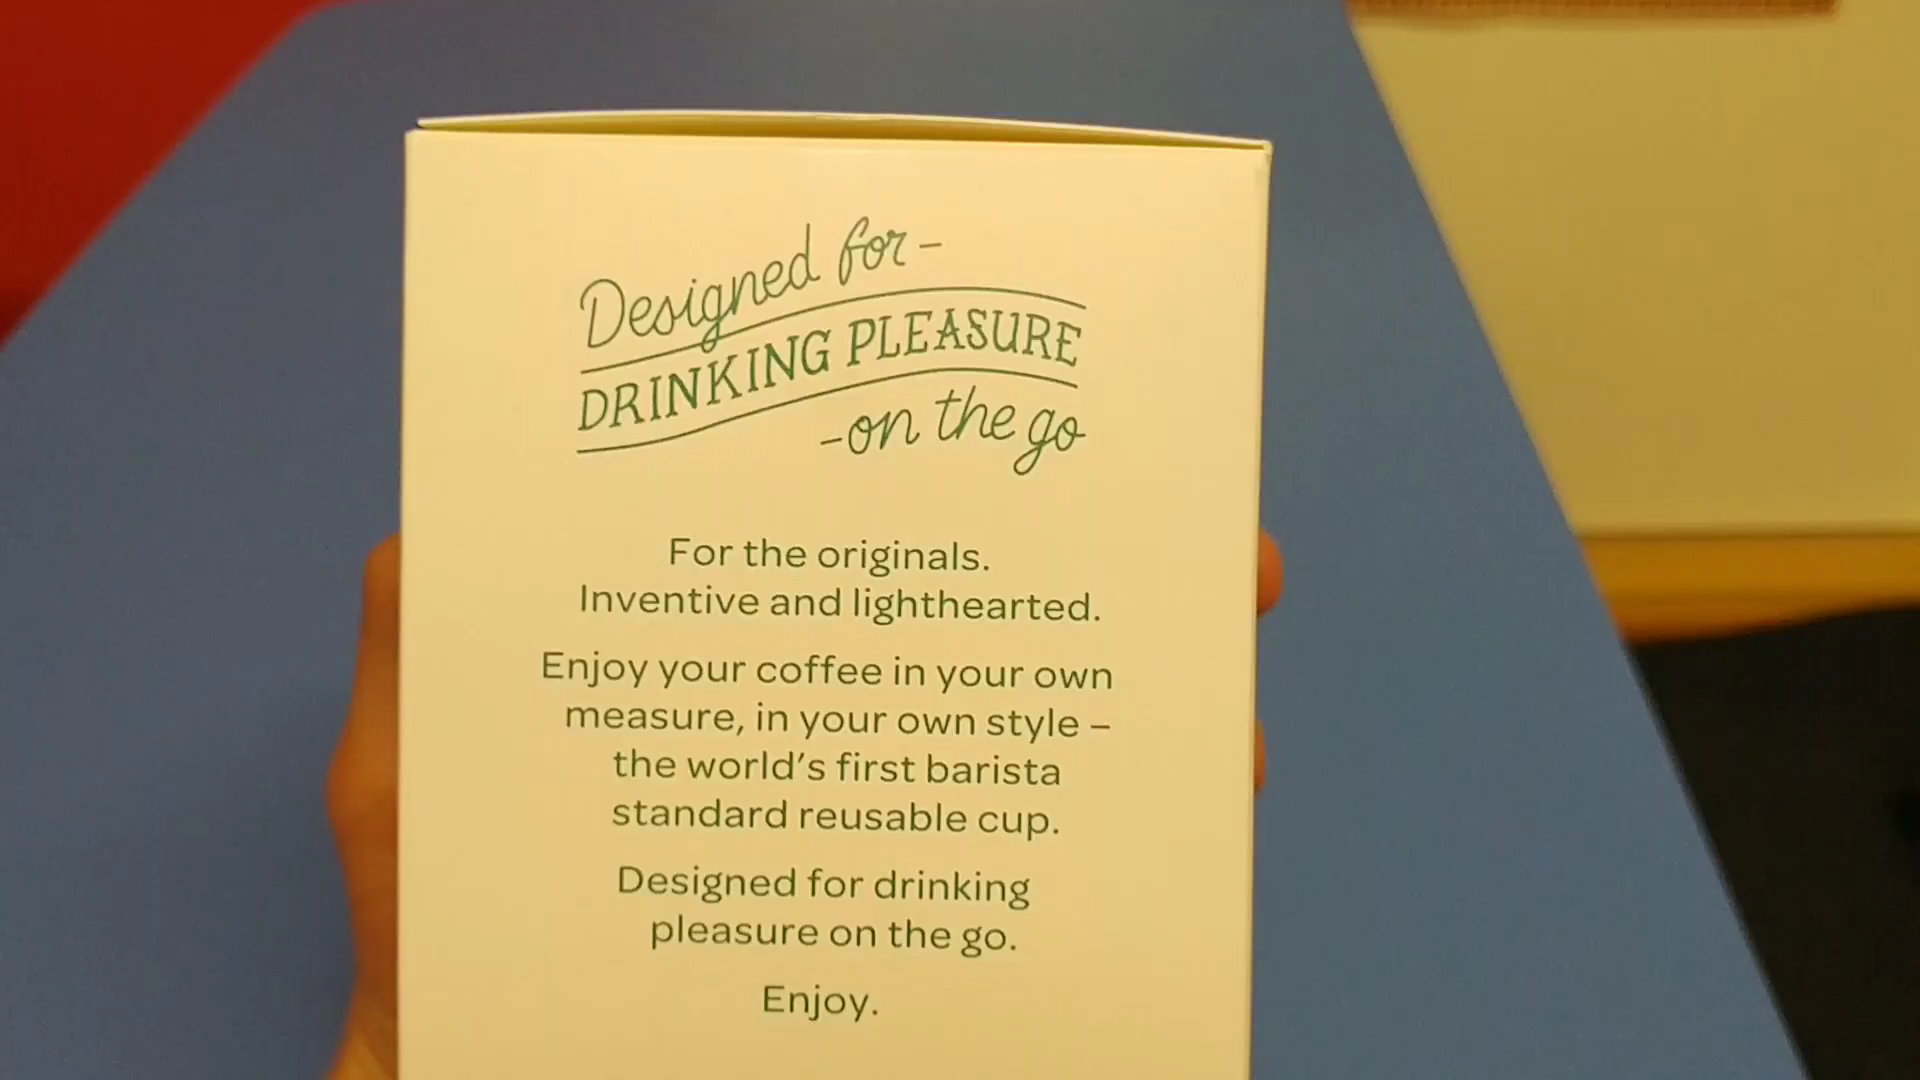 Designed for-
DRINKING PLEASURE
-on the go
For the originals.
Inventive and lighthearted.
Enjoy your coffee in your own
measure, in your own style –
the world's first barista
standard reusable cup.
Designed for drinking
pleasure on the go.
Enjoy.